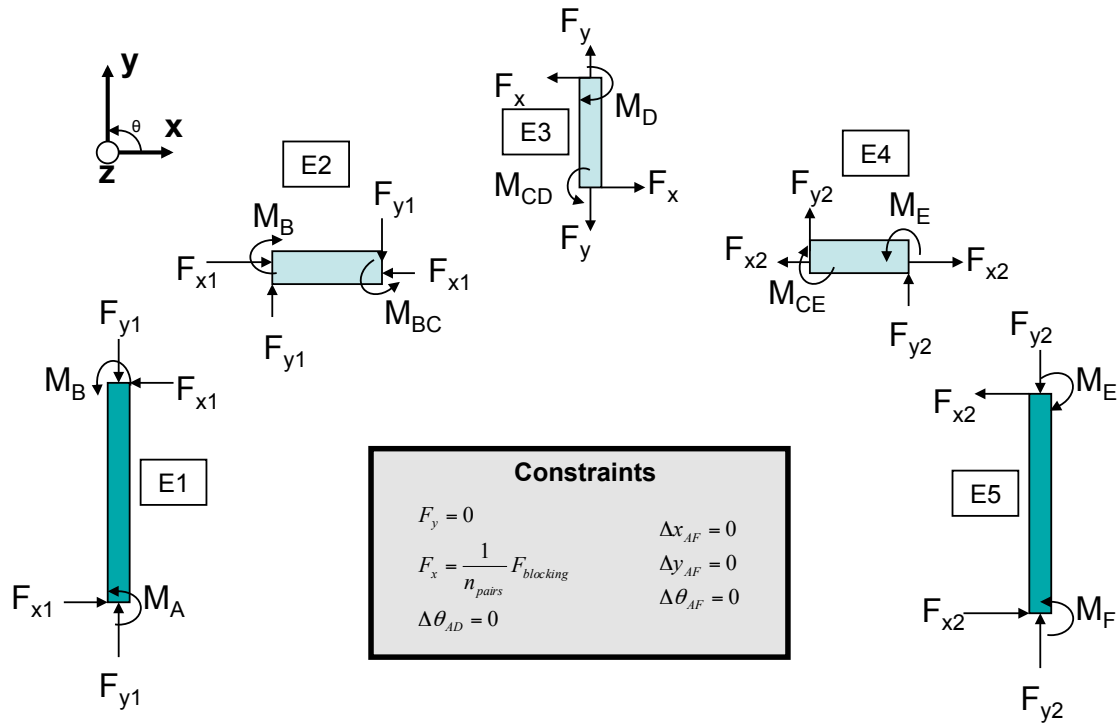 F_y
y
F_x
M_D
θ
x
E3
z
E2
E4
M_CD
F_x
F_y1
F_y2
M_B
M_E
F_y
F_x1
F_x1
F_x2
F_x2
M_BC
M_CE
F_y1
F_y1
F_y2
F_y2
M_B
M_E
F_x1
F_x2
Constraints
E1
E5
F_y = 0
Δx_AF = 0
F_x = 1/n_pairs F_blocking
Δy_AF = 0
Δθ_AD = 0
Δθ_AF = 0
F_x1
M_A
F_x2
M_F
F_y1
F_y2